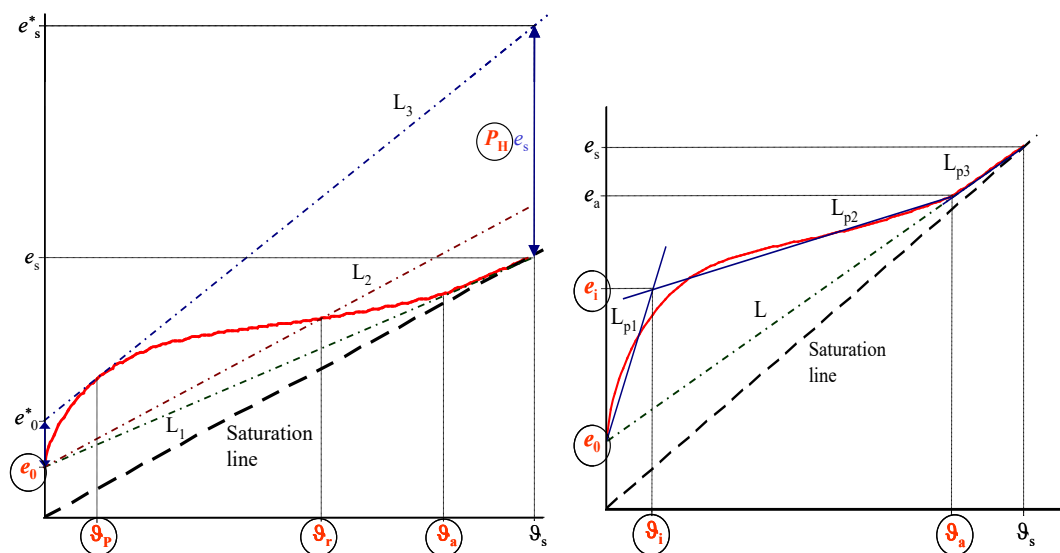 e*s
L3
PH es
es
L2
e*0
L1
Saturation
line
e0
ϑP
ϑr
ϑa
ϑs
es
Lp3
ea
Lp2
ei
Lp1
L
Saturation
line
e0
ϑi
ϑa
ϑs